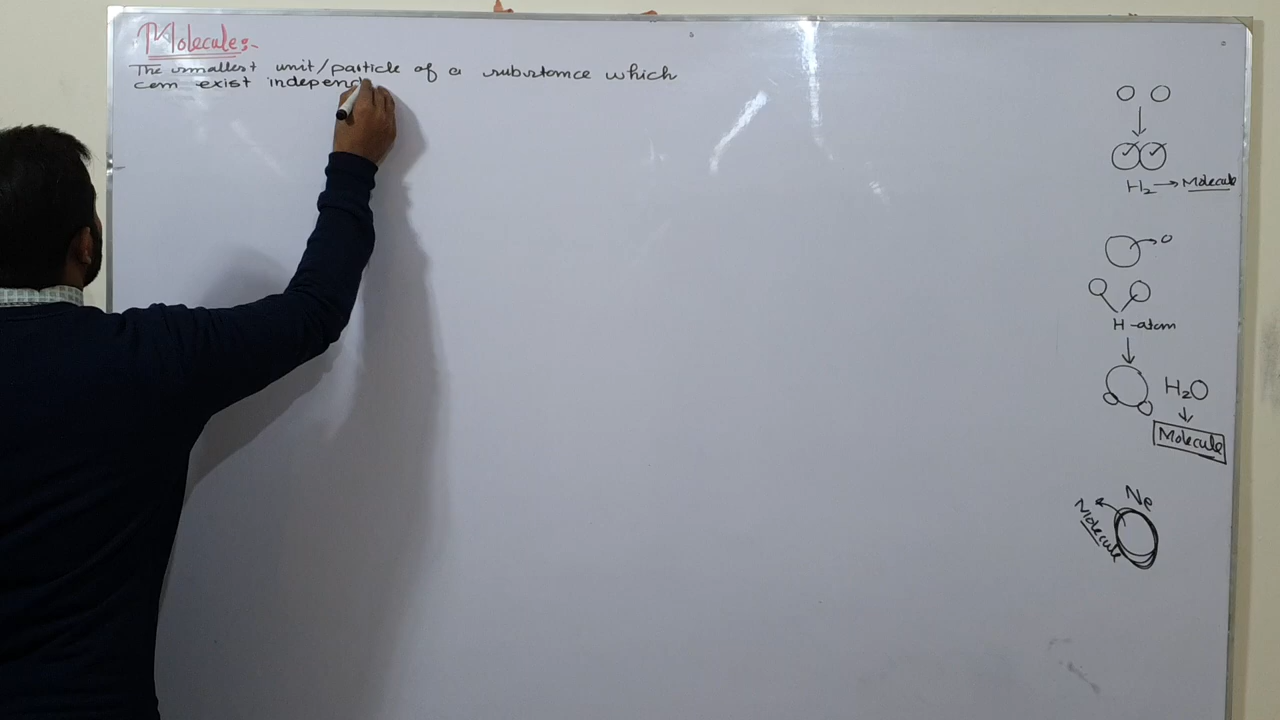 Molecule:-
The smallest unit/particle of a substance which
can exist independ
H₂ → Molecule
O
H-atom
H₂O
Molecule
Ne
Molecule